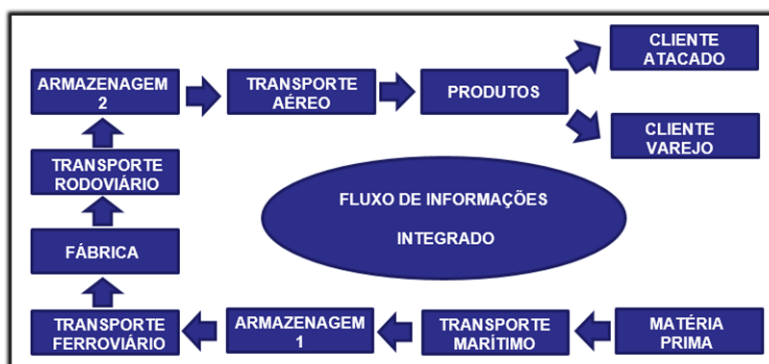 CLIENTE
ATACADO
ARMAZENAGEM
2
TRANSPORTE
AÉREO
PRODUTOS
CLIENTE
VAREJO
TRANSPORTE
RODOVIÁRIO
FLUXO DE INFORMAÇÕES
INTEGRADO
FÁBRICA
TRANSPORTE
FERROVIÁRIO
ARMAZENAGEM
1
TRANSPORTE
MARÍTIMO
MATÉRIA
PRIMA